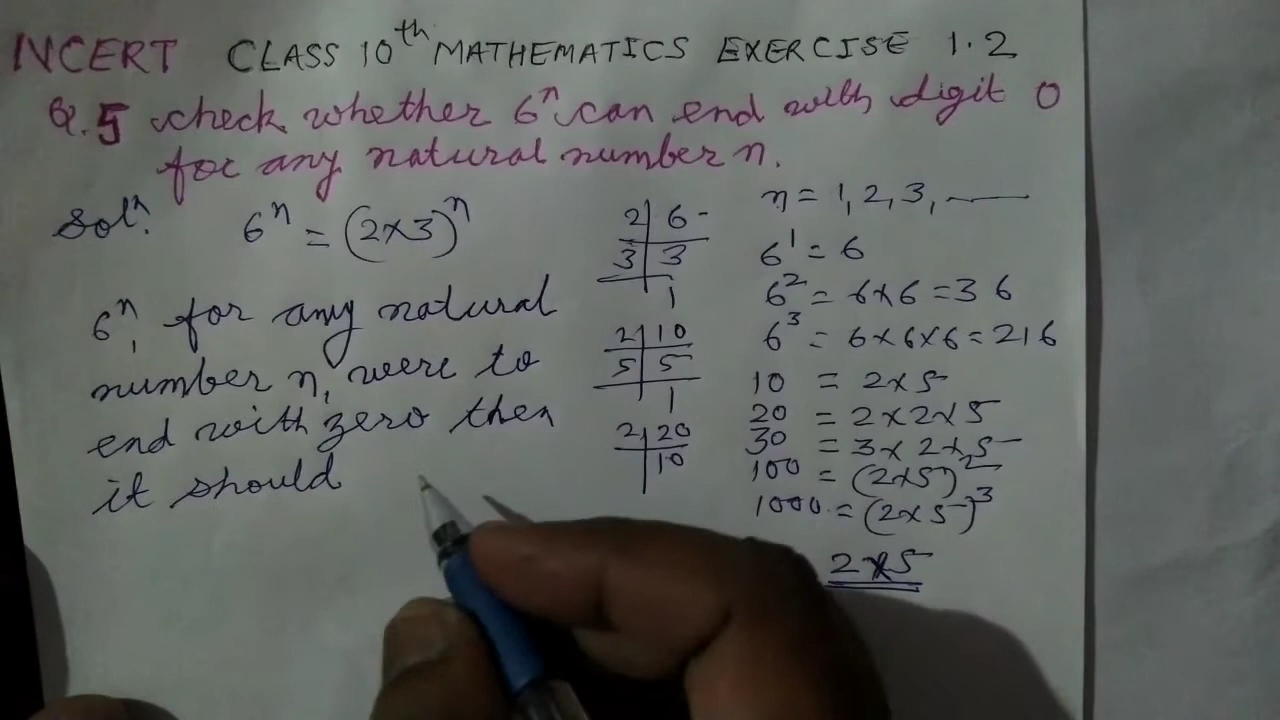 NCERT CLASS 10th MATHEMATICS EXERCISE 1.2
Q.5 check whether 6ⁿ can end with digit 0
for any natural number n.
Solⁿ. 6ⁿ = (2×3)ⁿ
6ⁿ, for any natural
number n, were to
end with zero then
it should
2 | 6
3 | 3
1
2 | 10
5 | 5
1
2 | 20
10
n = 1, 2, 3, ——
6¹ = 6
6² = 6×6 = 36
6³ = 6×6×6 = 216
10 = 2×5
20 = 2×2×5
30 = 3×2×5
100 = (2×5)²
1000 = (2×5)³
2×5